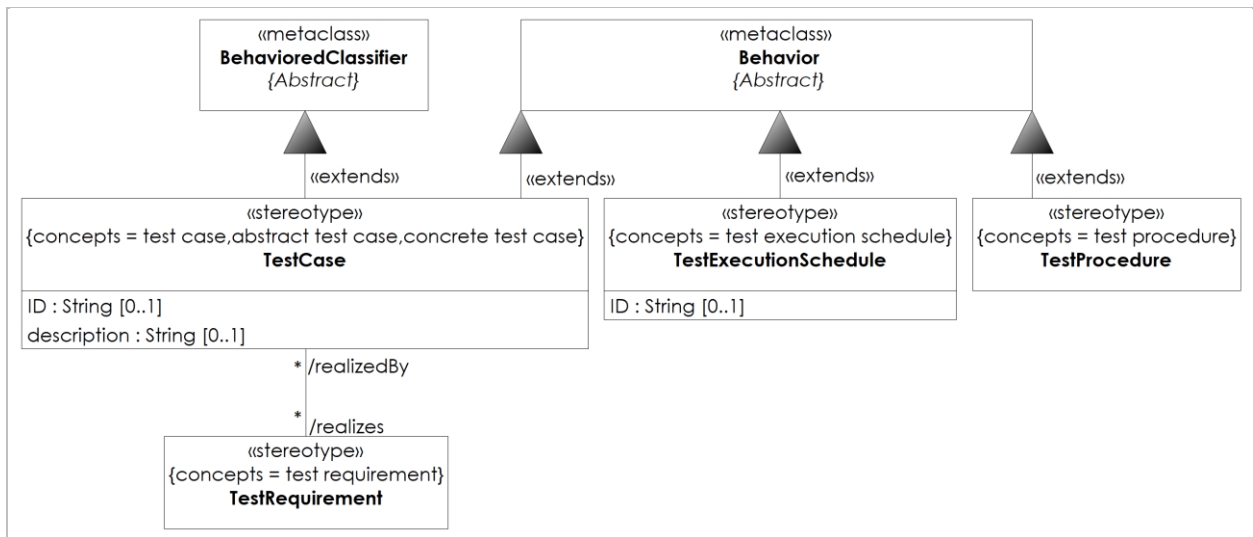 «metaclass»
BehavioredClassifier
{Abstract}
«metaclass»
Behavior
{Abstract}
«extends»
«extends»
«extends»
«extends»
«stereotype»
{concepts = test case,abstract test case,concrete test case}
TestCase
ID : String [0..1]
description : String [0..1]
«stereotype»
{concepts = test execution schedule}
TestExecutionSchedule
ID : String [0..1]
«stereotype»
{concepts = test procedure}
TestProcedure
* /realizedBy
* /realizes
«stereotype»
{concepts = test requirement}
TestRequirement